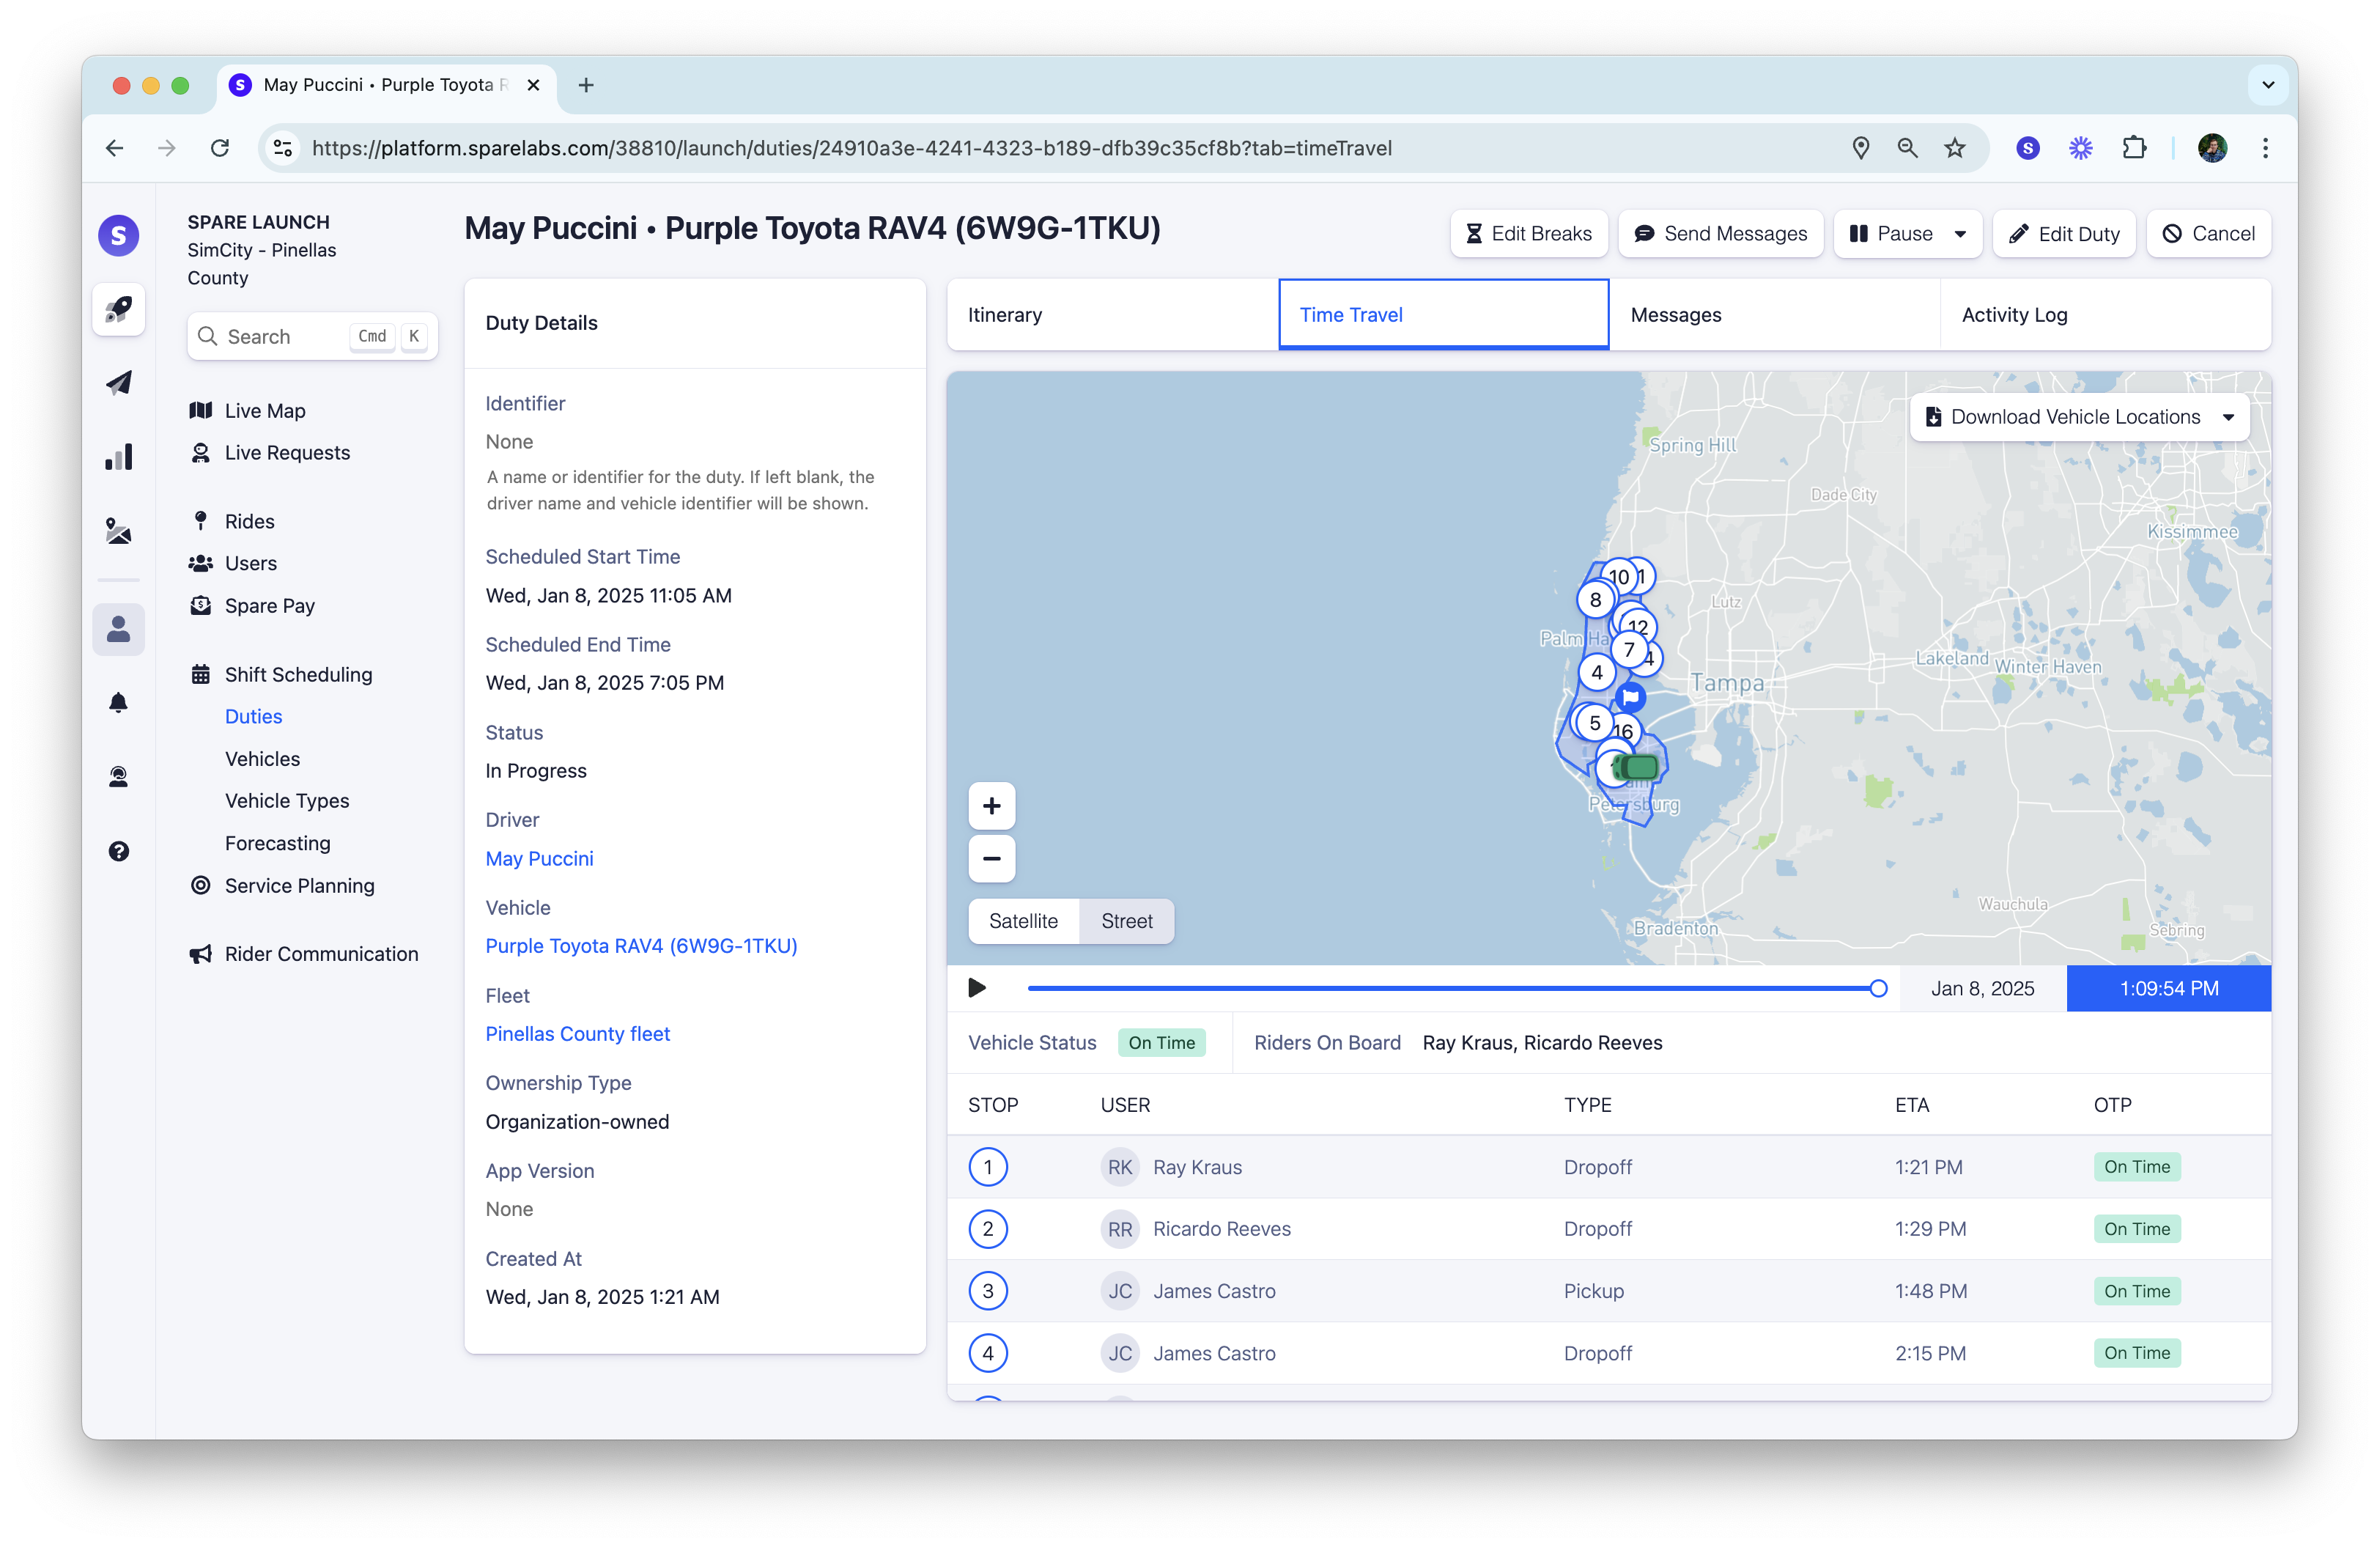 May Puccini • Purple Toyota R
https://platform.sparelabs.com/38810/launch/duties/24910a3e-4241-4323-b189-dfb39c35cf8b?tab=timeTravel
SPARE LAUNCH
SimCity - Pinellas
County
Search Cmd K
Live Map
Live Requests
Rides
Users
Spare Pay
Shift Scheduling
Duties
Vehicles
Vehicle Types
Forecasting
Service Planning
Rider Communication
May Puccini • Purple Toyota RAV4 (6W9G-1TKU)
Edit Breaks
Send Messages
Pause
Edit Duty
Cancel
Duty Details
Identifier
None
A name or identifier for the duty. If left blank, the
driver name and vehicle identifier will be shown.
Scheduled Start Time
Wed, Jan 8, 2025 11:05 AM
Scheduled End Time
Wed, Jan 8, 2025 7:05 PM
Status
In Progress
Driver
May Puccini
Vehicle
Purple Toyota RAV4 (6W9G-1TKU)
Fleet
Pinellas County fleet
Ownership Type
Organization-owned
App Version
None
Created At
Wed, Jan 8, 2025 1:21 AM
Itinerary
Time Travel
Messages
Activity Log
Download Vehicle Locations
Spring Hill
Dade City
Kissimmee
Lutz
Palm Ha
Lakeland
Winter Haven
Tampa
Petersburg
Bradenton
Wauchula
Sebring
10
8
12
7
4
4
5
16
Satellite
Street
Jan 8, 2025
1:09:54 PM
Vehicle Status On Time
Riders On Board Ray Kraus, Ricardo Reeves
STOP USER TYPE ETA OTP
1 RK Ray Kraus Dropoff 1:21 PM On Time
2 RR Ricardo Reeves Dropoff 1:29 PM On Time
3 JC James Castro Pickup 1:48 PM On Time
4 JC James Castro Dropoff 2:15 PM On Time